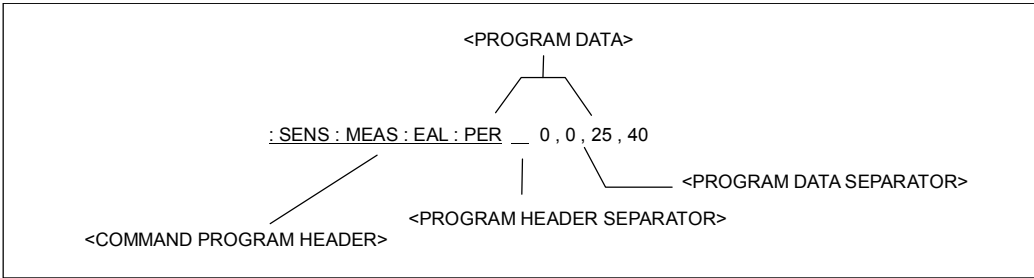 <PROGRAM DATA>
: SENS : MEAS : EAL : PER __ 0 , 0 , 25 , 40
<PROGRAM DATA SEPARATOR>
<PROGRAM HEADER SEPARATOR>
<COMMAND PROGRAM HEADER>